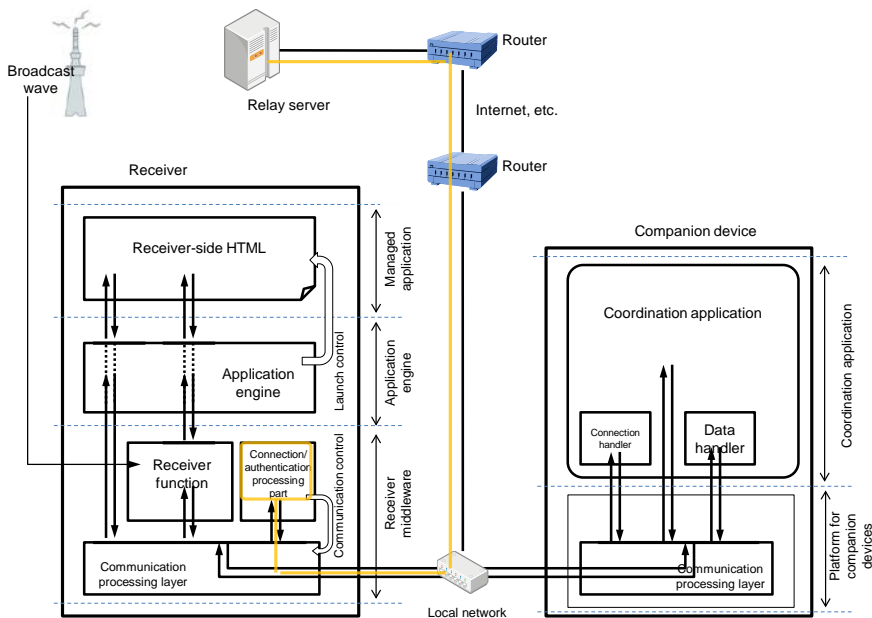 Broadcast
wave
Relay server
Router
Internet, etc.
Router
Receiver
Receiver-side HTML
Managed
application
Launch control
Application
engine
Application
engine
Receiver
function
Connection/
authentication
processing
part
Communication control
Receiver
middleware
Communication
processing layer
Local network
Companion device
Coordination application
Coordination application
Connection
handler
Data
handler
Communication
processing layer
Platform for
companion
devices